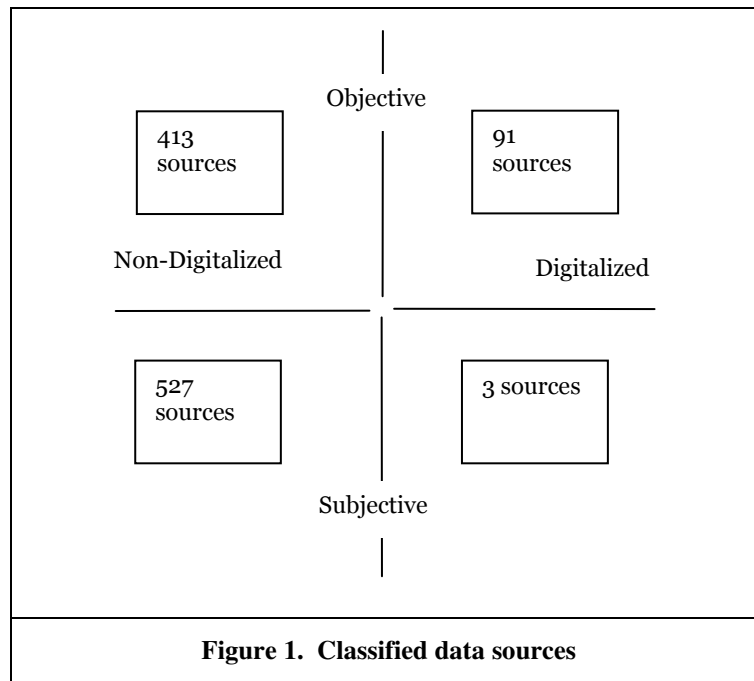 Objective
413
sources
91
sources
Non-Digitalized
Digitalized
527
sources
3 sources
Subjective
Figure 1. Classified data sources